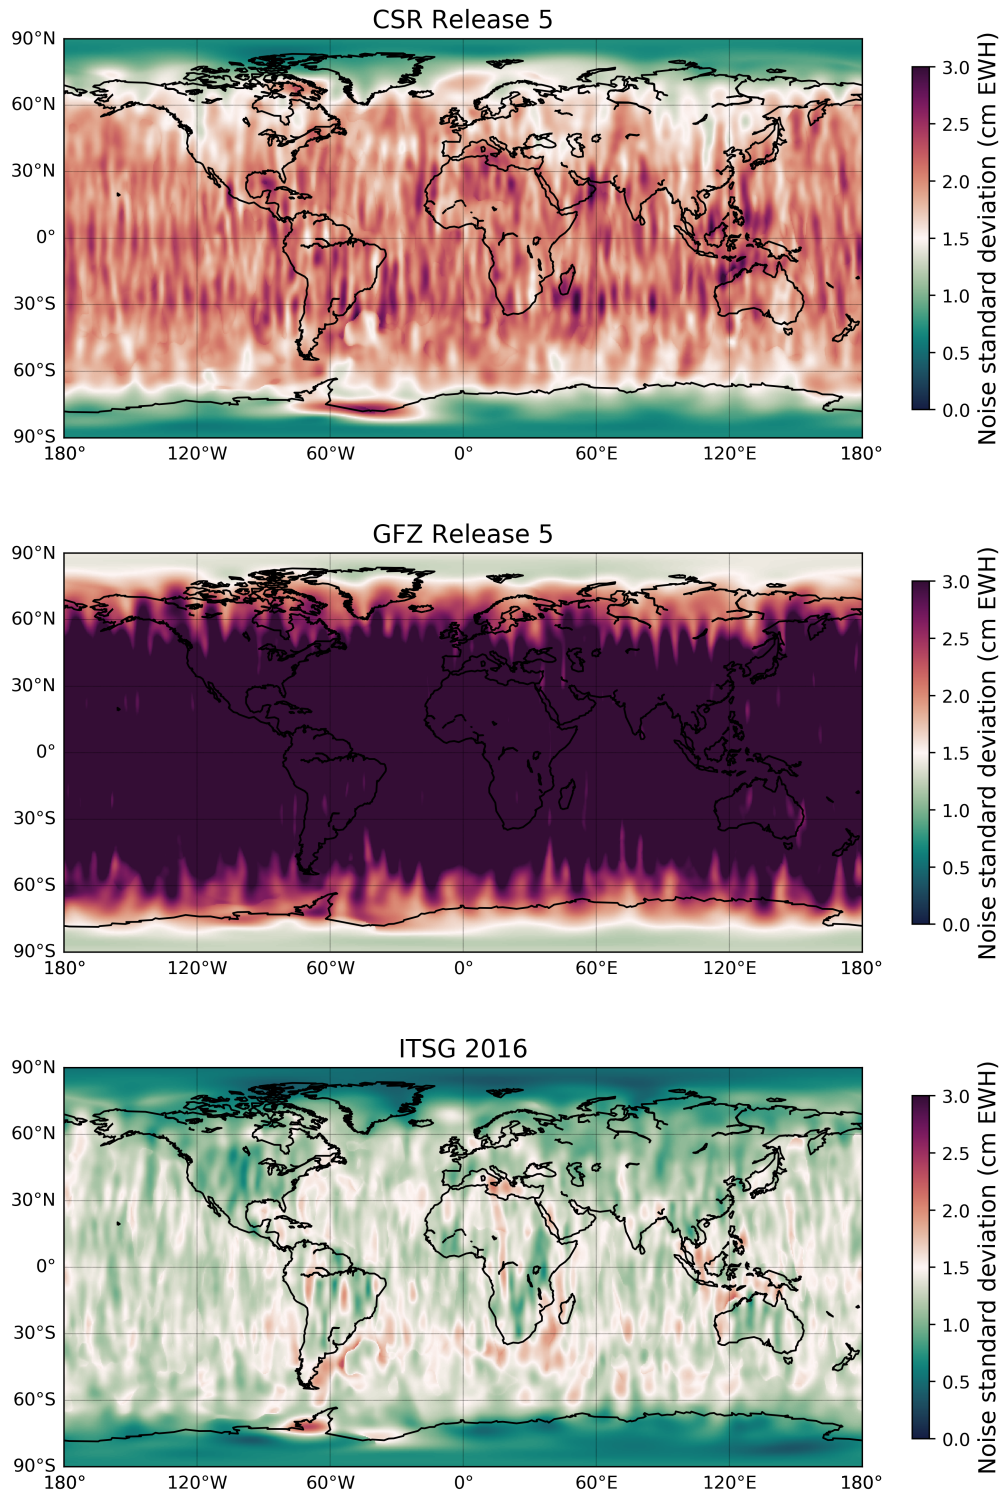 CSR Release 5
90°N
60°N
30°N
0°
30°S
60°S
90°S
180°
120°W
60°W
0°
60°E
120°E
180°
3.0
2.5
2.0
1.5
1.0
0.5
0.0
Noise standard deviation (cm EWH)
GFZ Release 5
90°N
60°N
30°N
0°
30°S
60°S
90°S
180°
120°W
60°W
0°
60°E
120°E
180°
3.0
2.5
2.0
1.5
1.0
0.5
0.0
Noise standard deviation (cm EWH)
ITSG 2016
90°N
60°N
30°N
0°
30°S
60°S
90°S
180°
120°W
60°W
0°
60°E
120°E
180°
3.0
2.5
2.0
1.5
1.0
0.5
0.0
Noise standard deviation (cm EWH)